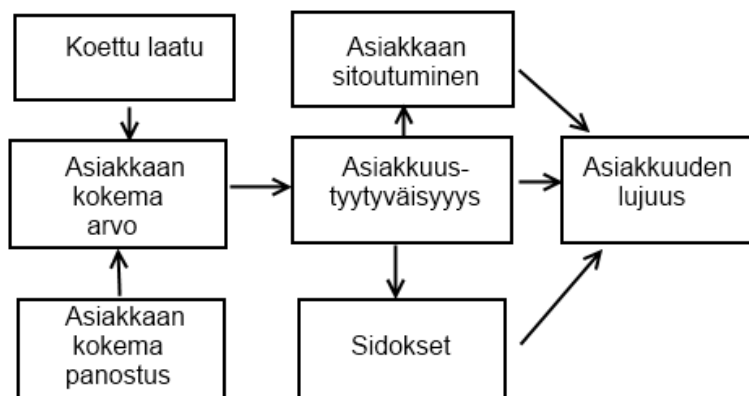 Koettu laatu
Asiakkaan
sitoutuminen
Asiakkaan
kokema
arvo
Asiakkuus-
tyytyväisyyys
Asiakkuuden
lujuus
Asiakkaan
kokema
panostus
Sidokset